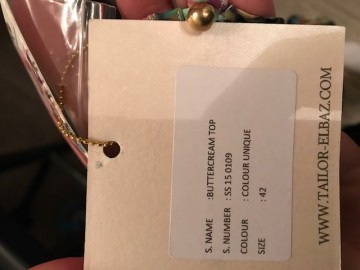 S. NAME :BUTTERCREAM TOP
S. NUMBER : SS 15 0109
COLOUR : COLOUR UNIQUE
SIZE : 42
WWW.TAILOR-ELBAZ.COM